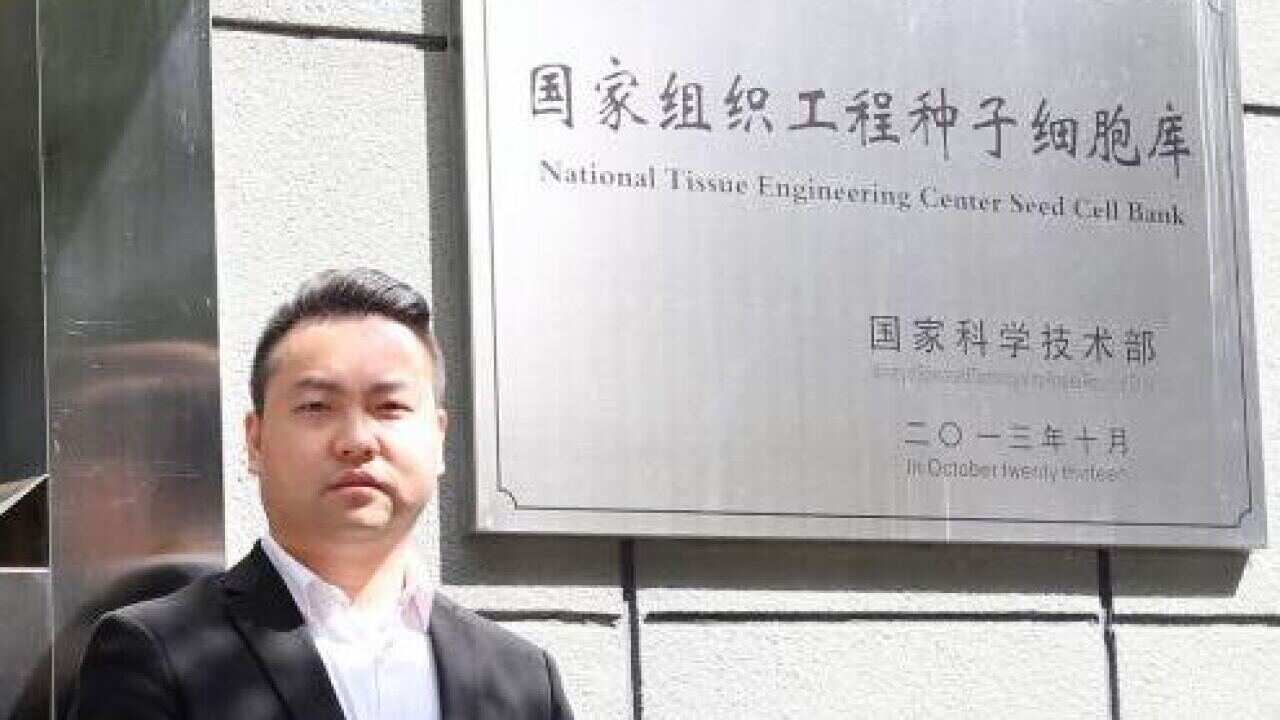 国家组织工程种子细胞库
National Tissue Engineering Center Seed Cell Bank
国家科学技术部
二〇一三年十月
In October twenty thirteen